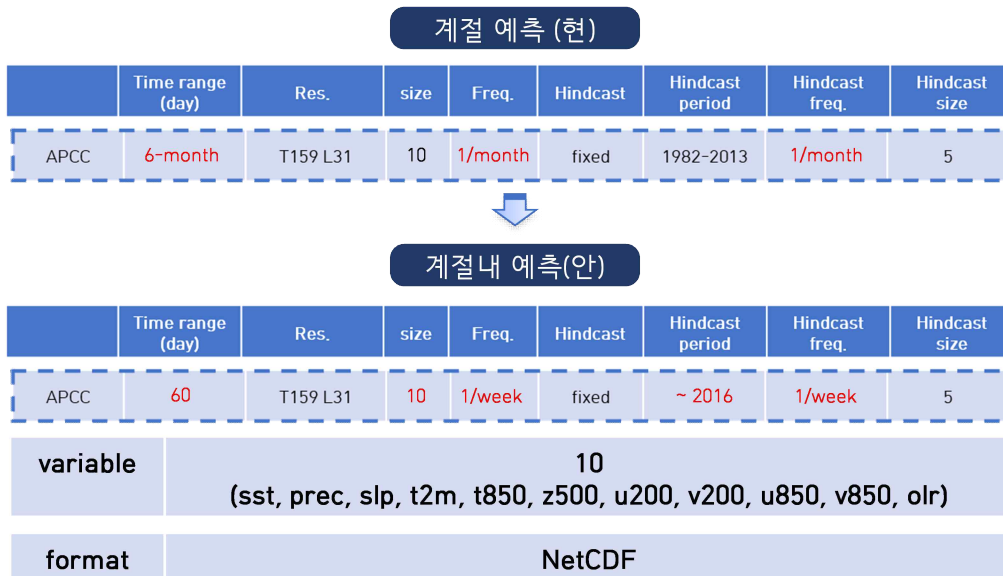 계절 예측 (현)
Time range (day) Res. size Freq. Hindcast Hindcast period Hindcast freq. Hindcast size
APCC 6-month T159 L31 10 1/month fixed 1982-2013 1/month 5
계절내 예측(안)
Time range (day) Res. size Freq. Hindcast Hindcast period Hindcast freq. Hindcast size
APCC 60 T159 L31 10 1/week fixed ~ 2016 1/week 5
variable 10
(sst, prec, slp, t2m, t850, z500, u200, v200, u850, v850, olr)
format NetCDF